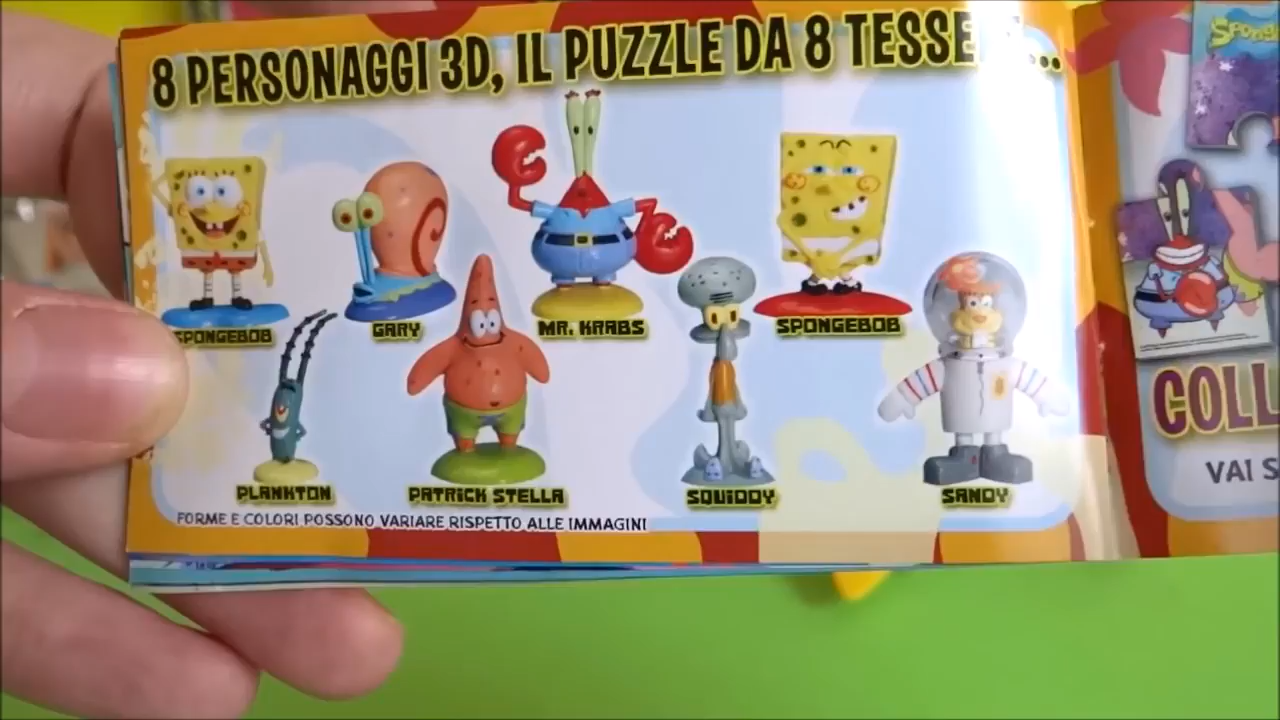 8 PERSONAGGI 3D, IL PUZZLE DA 8 TESSE ...
SPONGEBOB
GARY
MR. KRABS
SPONGEBOB
PLANKTON
PATRICK STELLA
SQUIDDY
SANDY
FORME E COLORI POSSONO VARIARE RISPETTO ALLE IMMAGINI
COLL
VAI S